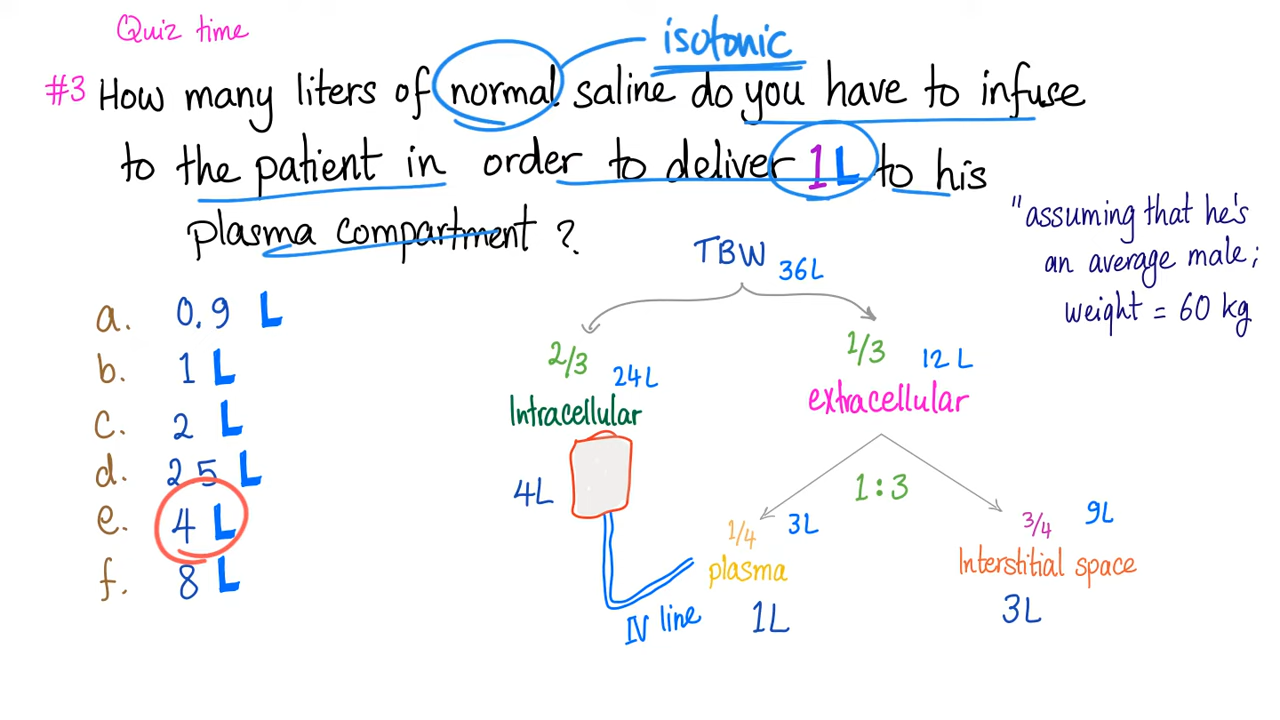 Quiz time
isotonic
#3 How many liters of normal saline do you have to infuse
to the patient in order to deliver 1L to his
plasma compartment ?
"assuming that he's
an average male;
weight = 60 kg
a. 0.9 L
b. 1 L
c. 2 L
d. 25 L
e. 4 L
f. 8 L
TBW 36L
2/3 24L
Intracellular
1/3 12L
extracellular
4L
1:3
1/4 3L
plasma
1L
3/4 9L
Interstitial space
3L
IV line